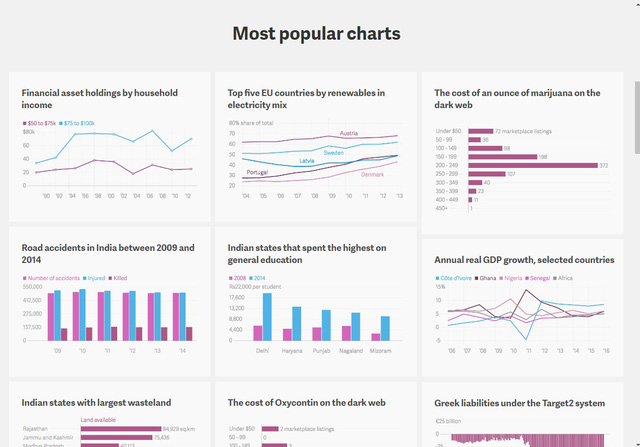 Most popular charts
Financial asset holdings by household
income
$50 to $75k $75 to $100k
$80k
60
40
20
0
'90 '92 '94 '96 '98 '00 '02 '04 '06 '08 '10 '12
Top five EU countries by renewables in
electricity mix
80% share of total
70
60
50
40
30
20
Austria
Sweden
Latvia
Portugal
Denmark
'04 '05 '06 '07 '08 '09 '10 '11 '12 '13
The cost of an ounce of marijuana on the
dark web
Under $50 72 marketplace listings
50 - 99 36
100 - 149 98
150 - 199 198
200 - 249 372
250 - 299 107
300 - 349 40
350 - 399 23
400 - 449 11
450+ 1
Road accidents in India between 2009 and
2014
Number of accidents Injured Killed
550,000
412,500
275,000
137,500
0
'09 '10 '11 '12 '13 '14
Indian states that spent the highest on
general education
2008 2014
Rs22,000 per student
17,600
13,200
8,800
4,400
0
Delhi Haryana Punjab Nagaland Mizoram
Annual real GDP growth, selected countries
Côte d'Ivoire Ghana Nigeria Senegal Africa
15%
10
5
0
-5
'06 '07 '08 '09 '10 '11 '12 '13 '14 '15 '16
Indian states with largest wasteland
Land available
Rajasthan 84,929 sq.km
Jammu and Kashmir 75,436
Madhya Pradesh 40,113
The cost of Oxycontin on the dark web
Under $50 2 marketplace listings
50 - 99 0
100 - 149
Greek liabilities under the Target2 system
€25 billion
0